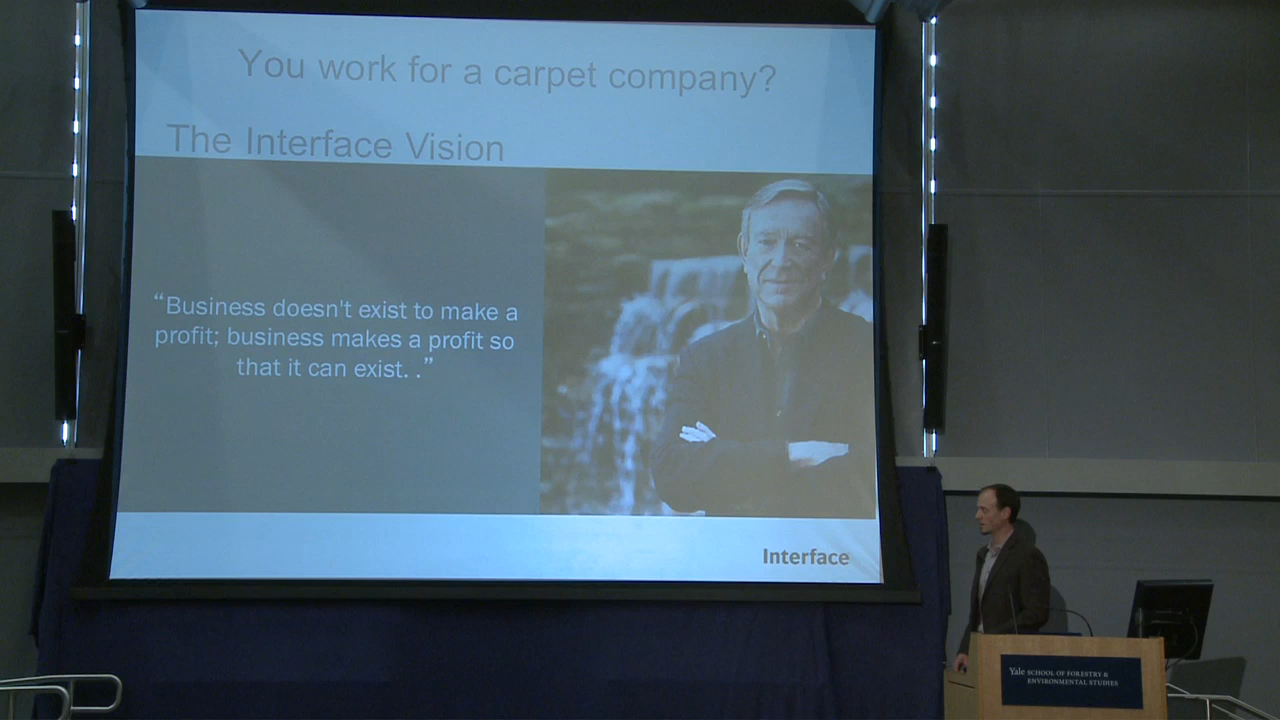 You work for a carpet company?
The Interface Vision
“Business doesn't exist to make a
profit; business makes a profit so
that it can exist. .”
Interface
Yale SCHOOL OF FORESTRY &
ENVIRONMENTAL STUDIES